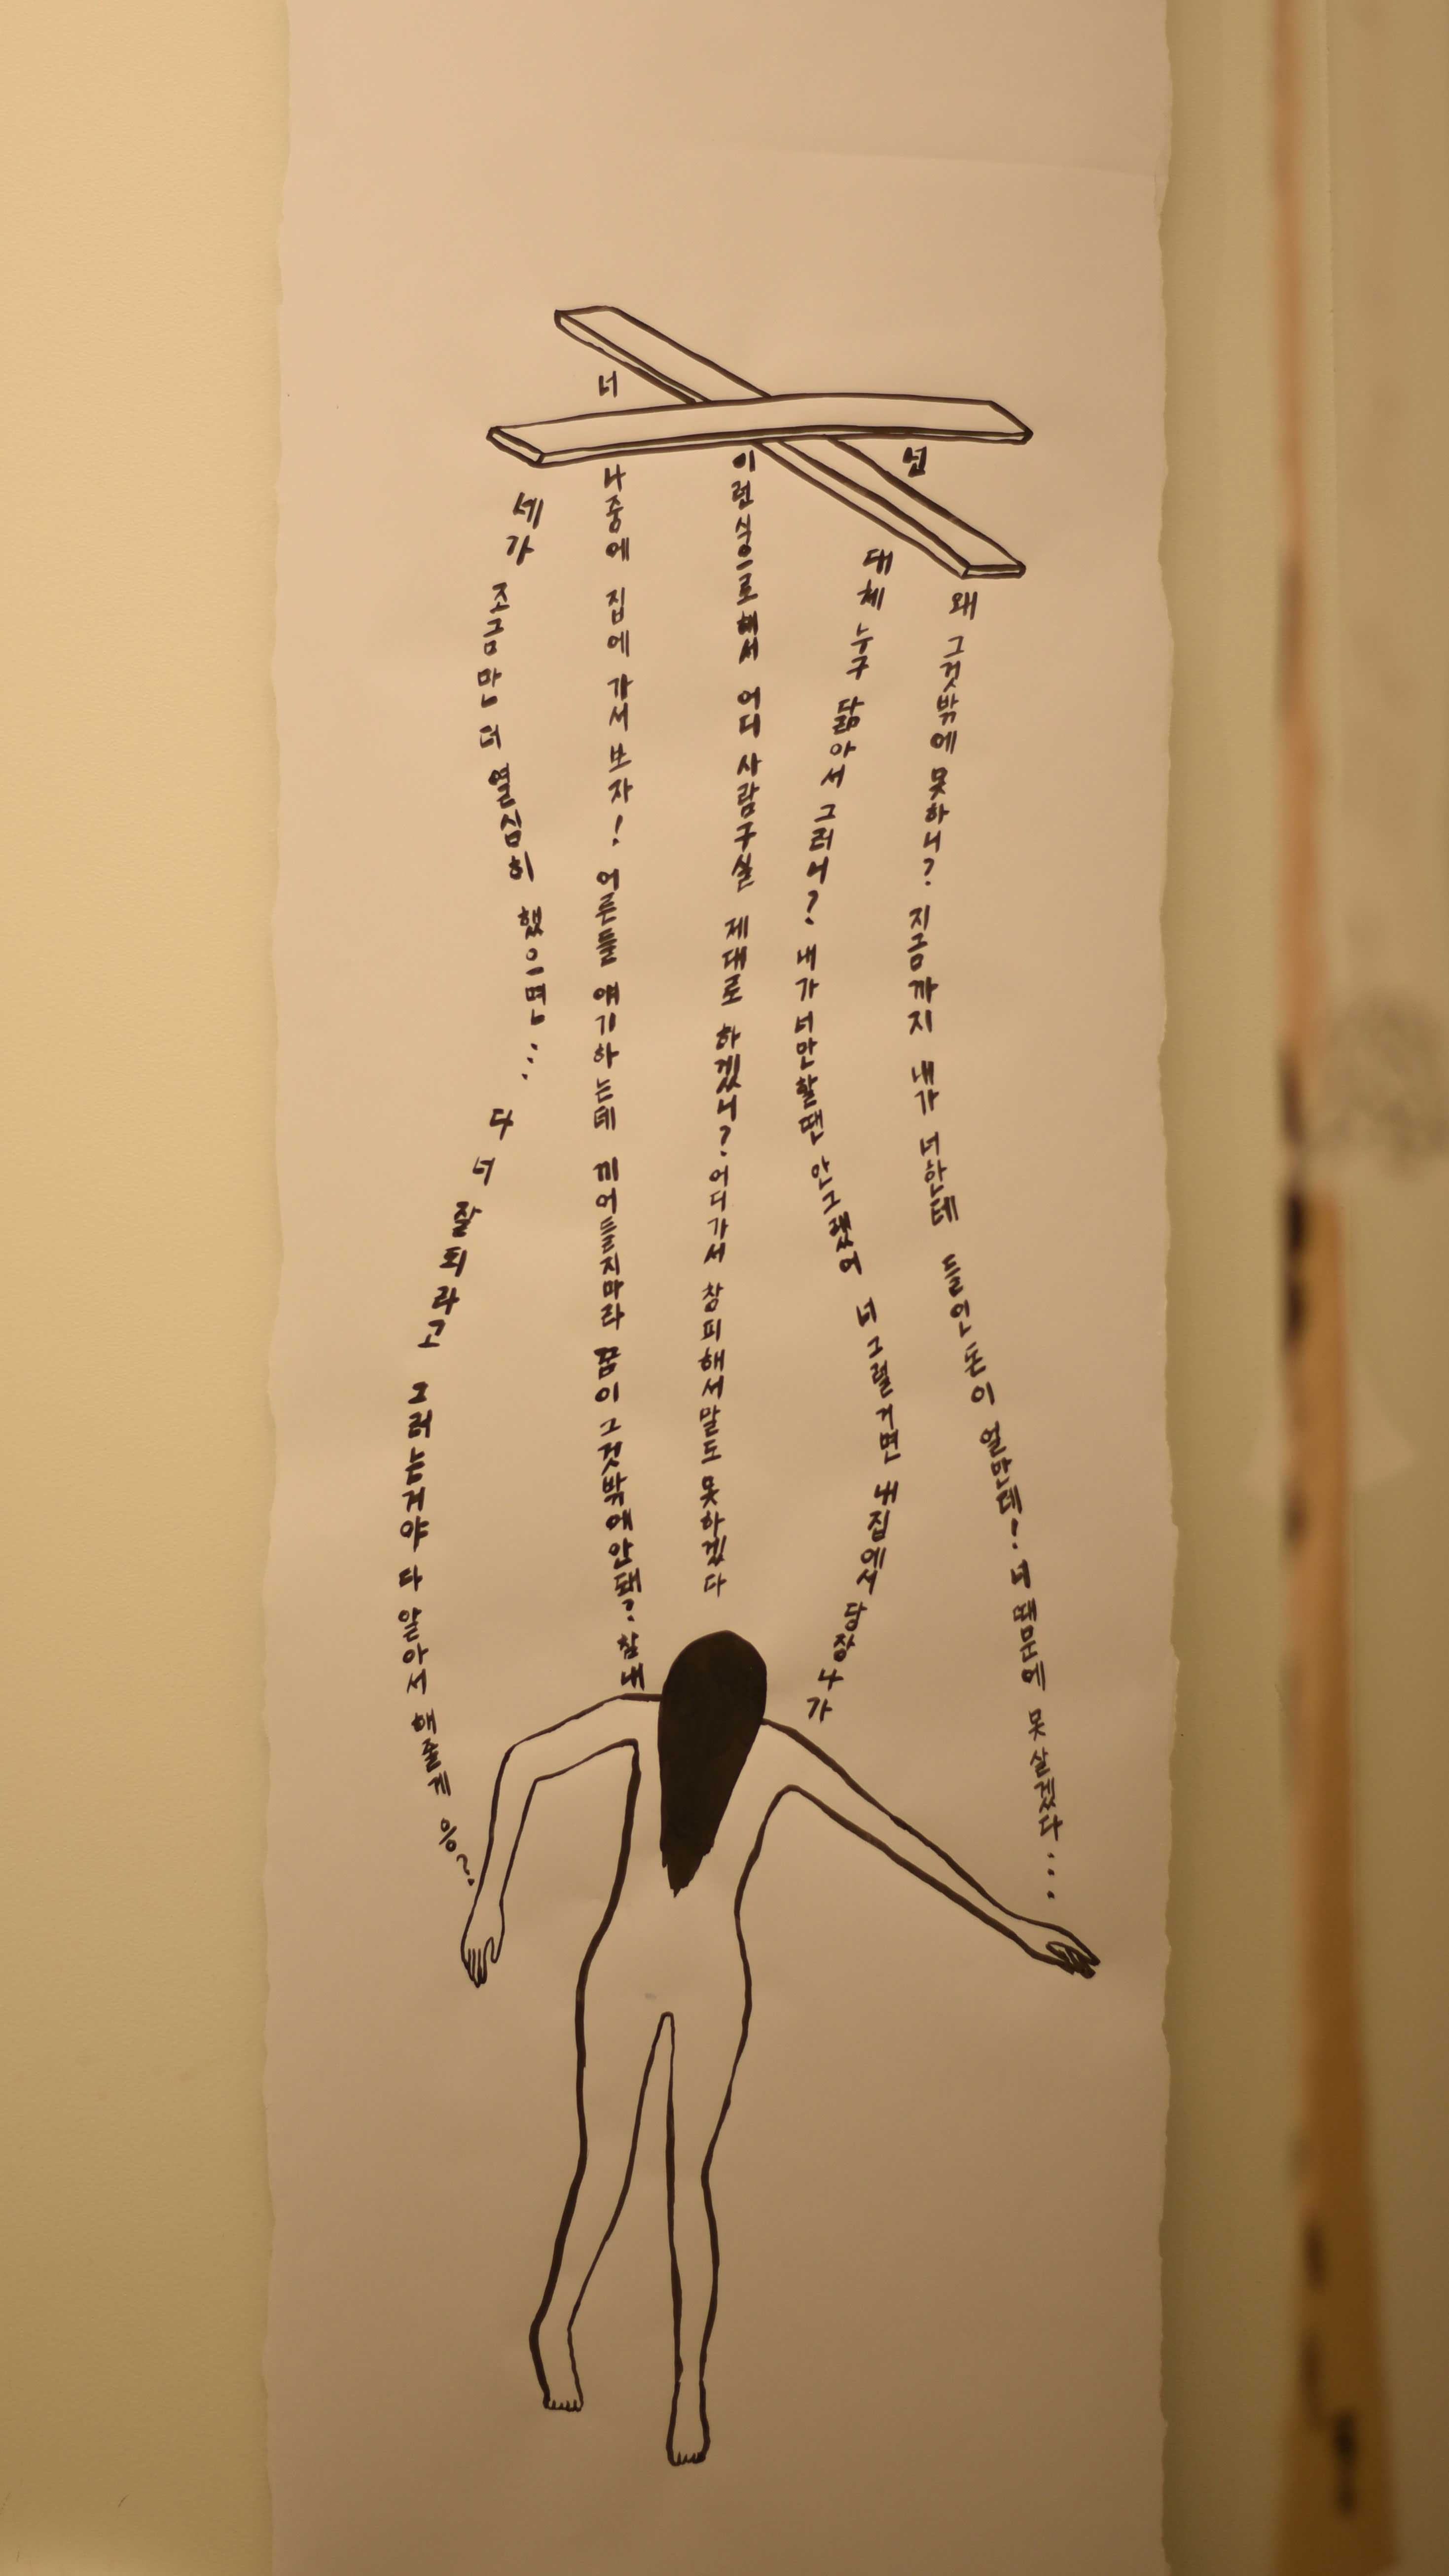 세가 조금만 더 열심히 했으면... 다 너 잘되라고 그러는거야 다 알아서 해줄게 응?
너 나중에 집에 가서 보자! 어른들 얘기하는데 끼어들지마라 꿈이 그것밖에 안돼? 참내
이런식으로해서 어디 사람구실 제대로 하겠니? 어디가서 창피해서 말도 못하겠다
대체 누구 닮아서 그러니? 내가 너만할땐 안그랬어 너 그럴거면 내집에서 당장 나가
넌 왜 그것밖에 못하니? 지금까지 내가 너한테 들인돈이 얼만데! 너 때문에 못살겠다...